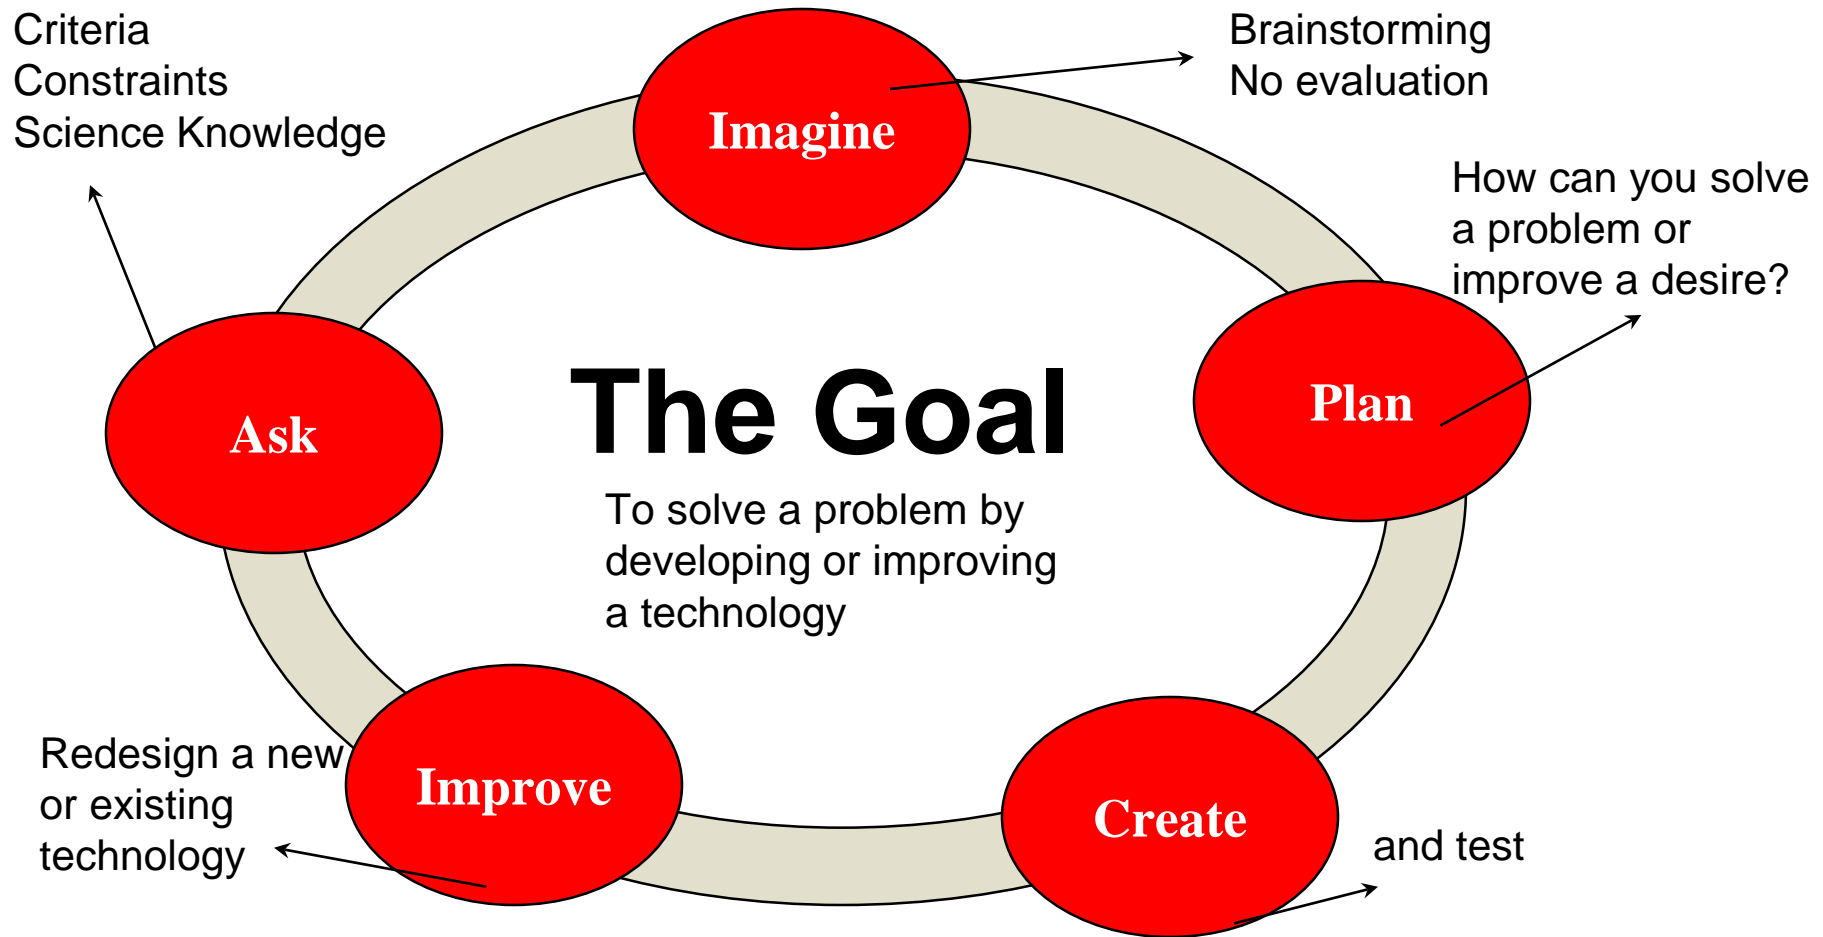 Criteria
Constraints
Science Knowledge
Imagine
Brainstorming
No evaluation
How can you solve
a problem or
improve a desire?
Plan
Ask
The Goal
To solve a problem by
developing or improving
a technology
Redesign a new
or existing
technology
Improve
Create
and test